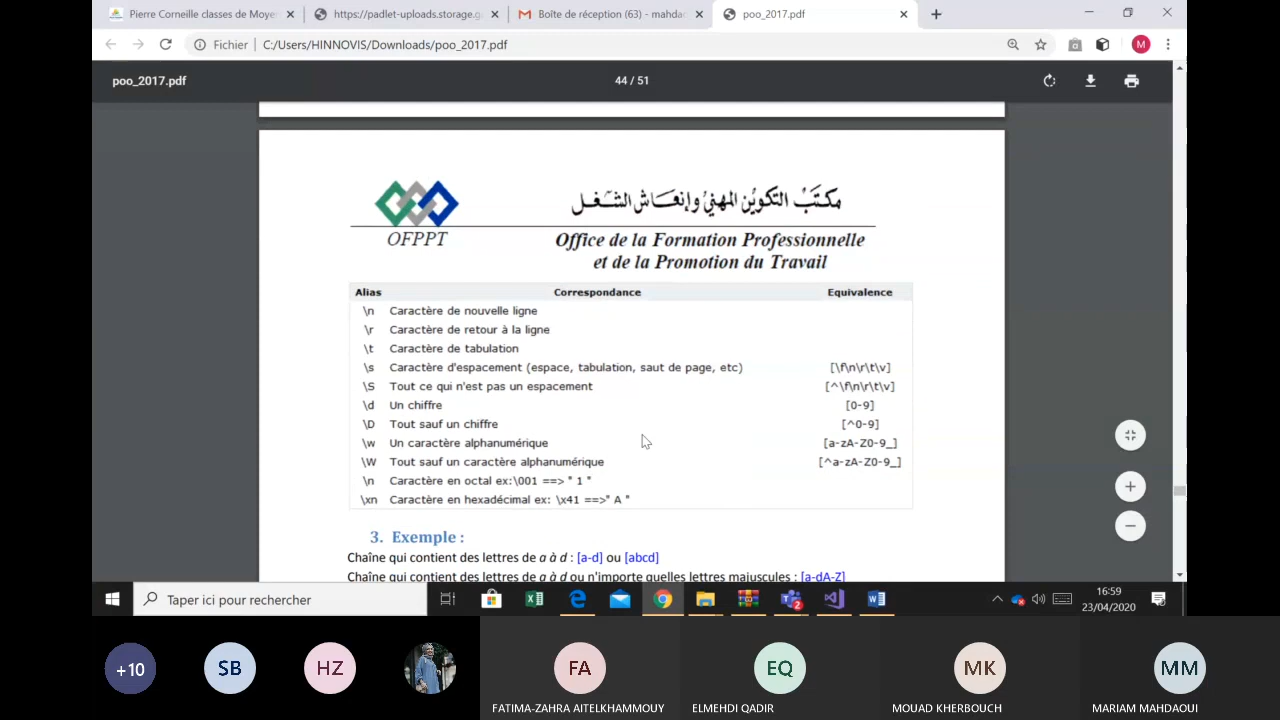 Pierre Corneille classes de Moye
https://padlet-uploads.storage.g
Boîte de réception (63) - mahda
poo_2017.pdf
Fichier | C:/Users/HINNOVIS/Downloads/poo_2017.pdf
M
poo_2017.pdf
44 / 51
مكتب التكوين المهني وإنعاش الشغل
OFPPT
Office de la Formation Professionnelle
et de la Promotion du Travail
Alias Correspondance Equivalence
\n Caractère de nouvelle ligne
\r Caractère de retour à la ligne
\t Caractère de tabulation
\s Caractère d'espacement (espace, tabulation, saut de page, etc) [\f\n\r\t\v]
\S Tout ce qui n'est pas un espacement [^\f\n\r\t\v]
\d Un chiffre [0-9]
\D Tout sauf un chiffre [^0-9]
\w Un caractère alphanumérique [a-zA-Z0-9_]
\W Tout sauf un caractère alphanumérique [^a-zA-Z0-9_]
\n Caractère en octal ex:\001 ==> " 1 "
\xn Caractère en hexadécimal ex: \x41 ==>" A "
3. Exemple :
Chaîne qui contient des lettres de a à d : [a-d] ou [abcd]
Chaîne qui contient des lettres de a à d ou n'importe quelles lettres majuscules : [a-dA-Z]
Taper ici pour rechercher
2
16:59
23/04/2020
+10
SB
HZ
FA
EQ
MK
MM
FATIMA-ZAHRA AITELKHAMMOUY
ELMEHDI QADIR
MOUAD KHERBOUCH
MARIAM MAHDAOUI